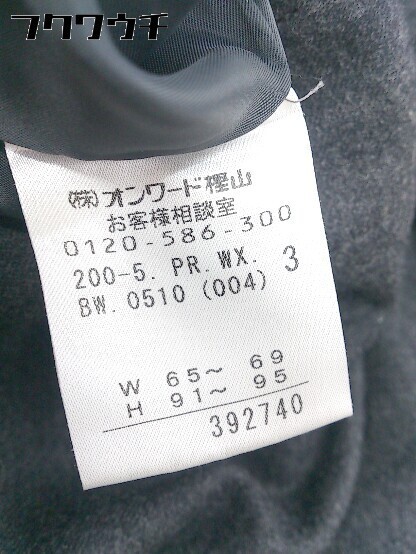 フクワウチ
㈱オンワード樫山
お客様相談室
0120-586-300
200-5. PR. WX. 3
BW. 0510 (004)
W 65～ 69
H 91～ 95
392740